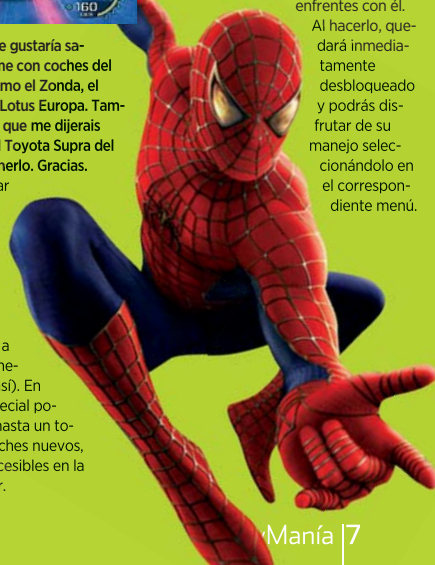 160
enfrentes con él.
Al hacerlo, que-
dará inmedia-
tamente
desbloqueado
y podrás dis-
frutar de su
manejo selec-
cionándolo en
el correspon-
diente menú.
e gustaría sa-
me con coches del
mo el Zonda, el
Lotus Europa. Tam-
que me dijerais
i Toyota Supra del
nerlo. Gracias.
ar
a
ne-
sí). En
ecial po-
hasta un to-
ches nuevos,
cesibles en la
r.
Manía 7